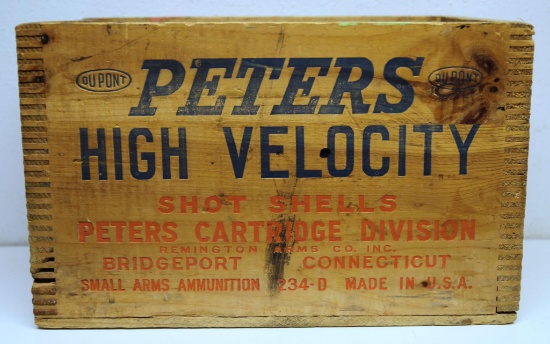 DU PONT PETERS DU PONT
HIGH VELOCITY
SHOT SHELLS
PETERS CARTRIDGE DIVISION
REMINGTON ARMS CO. INC.
BRIDGEPORT CONNECTICUT
SMALL ARMS AMMUNITION 234-D MADE IN U.S.A.